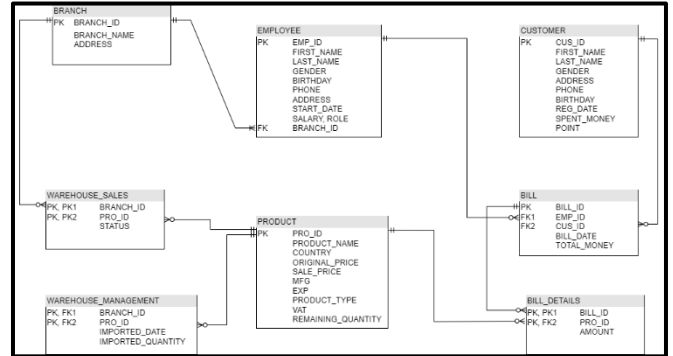 BRANCH
PK BRANCH_ID
BRANCH_NAME
ADDRESS
EMPLOYEE
PK EMP_ID
FIRST_NAME
LAST_NAME
GENDER
BIRTHDAY
PHONE
ADDRESS
START_DATE
SALARY, ROLE
FK BRANCH_ID
CUSTOMER
PK CUS_ID
FIRST_NAME
LAST_NAME
GENDER
ADDRESS
PHONE
BIRTHDAY
REG_DATE
SPENT_MONEY
POINT
WAREHOUSE_SALES
PK, PK1 BRANCH_ID
PK, PK2 PRO_ID
STATUS
PRODUCT
PK PRO_ID
PRODUCT_NAME
COUNTRY
ORIGINAL_PRICE
SALE_PRICE
MFG
EXP
PRODUCT_TYPE
VAT
REMAINING_QUANTITY
BILL
PK BILL_ID
FK1 EMP_ID
FK2 CUS_ID
BILL_DATE
TOTAL_MONEY
WAREHOUSE_MANAGEMENT
PK, FK1 BRANCH_ID
PK, FK2 PRO_ID
IMPORTED_DATE
IMPORTED_QUANTITY
BILL_DETAILS
PK, PK1 BILL_ID
PK, FK2 PRO_ID
AMOUNT